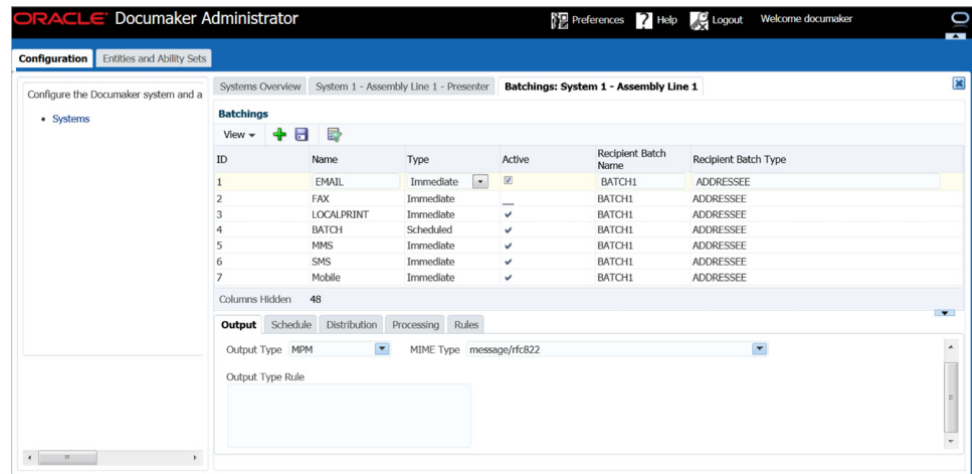 ORACLE Documaker Administrator
Preferences ? Help Logout Welcome documaker
Configuration Entities and Ability Sets
Configure the Documaker system and a
• Systems
Systems Overview System 1 - Assembly Line 1 - Presenter Batchings: System 1 - Assembly Line 1
Batchings
View
ID Name Type Active Recipient Batch Name Recipient Batch Type
1 EMAIL Immediate BATCH1 ADDRESSEE
2 FAX Immediate BATCH1 ADDRESSEE
3 LOCALPRINT Immediate BATCH1 ADDRESSEE
4 BATCH Scheduled BATCH1 ADDRESSEE
5 MMS Immediate BATCH1 ADDRESSEE
6 SMS Immediate BATCH1 ADDRESSEE
7 Mobile Immediate BATCH1 ADDRESSEE
Columns Hidden 48
Output Schedule Distribution Processing Rules
Output Type MPM MIME Type message/rfc822
Output Type Rule